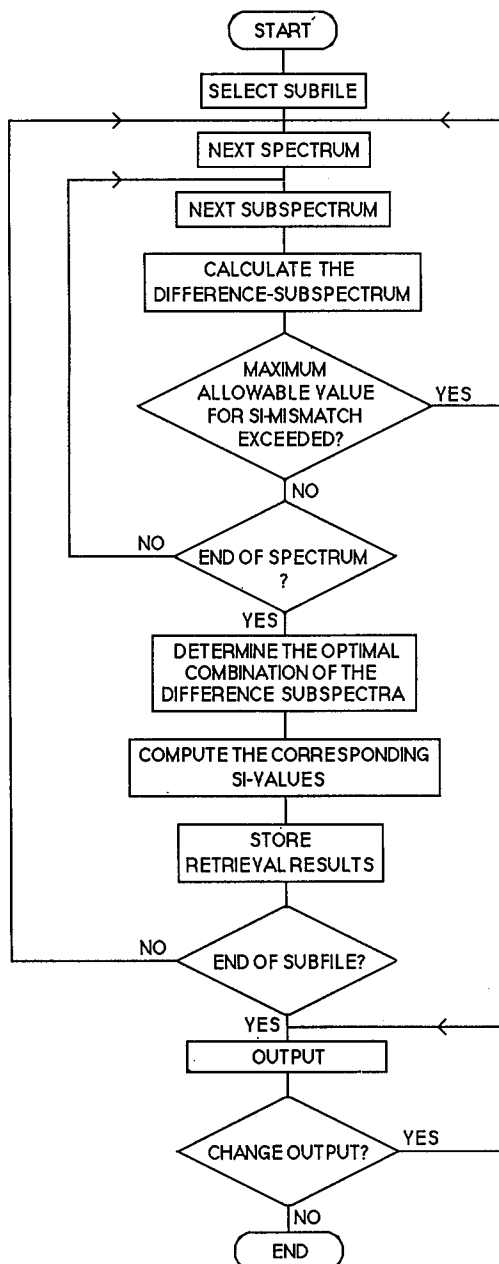 START
SELECT SUBFILE
NEXT SPECTRUM
NEXT SUBSPECTRUM
CALCULATE THE
DIFFERENCE-SUBSPECTRUM
MAXIMUM
ALLOWABLE VALUE
FOR SI-MISMATCH
EXCEEDED?
YES
NO
END OF SPECTRUM
?
NO
YES
DETERMINE THE OPTIMAL
COMBINATION OF THE
DIFFERENCE SUBSPECTRA
COMPUTE THE CORRESPONDING
SI-VALUES
STORE
RETRIEVAL RESULTS
NO
END OF SUBFILE?
YES
OUTPUT
CHANGE OUTPUT?
YES
NO
END